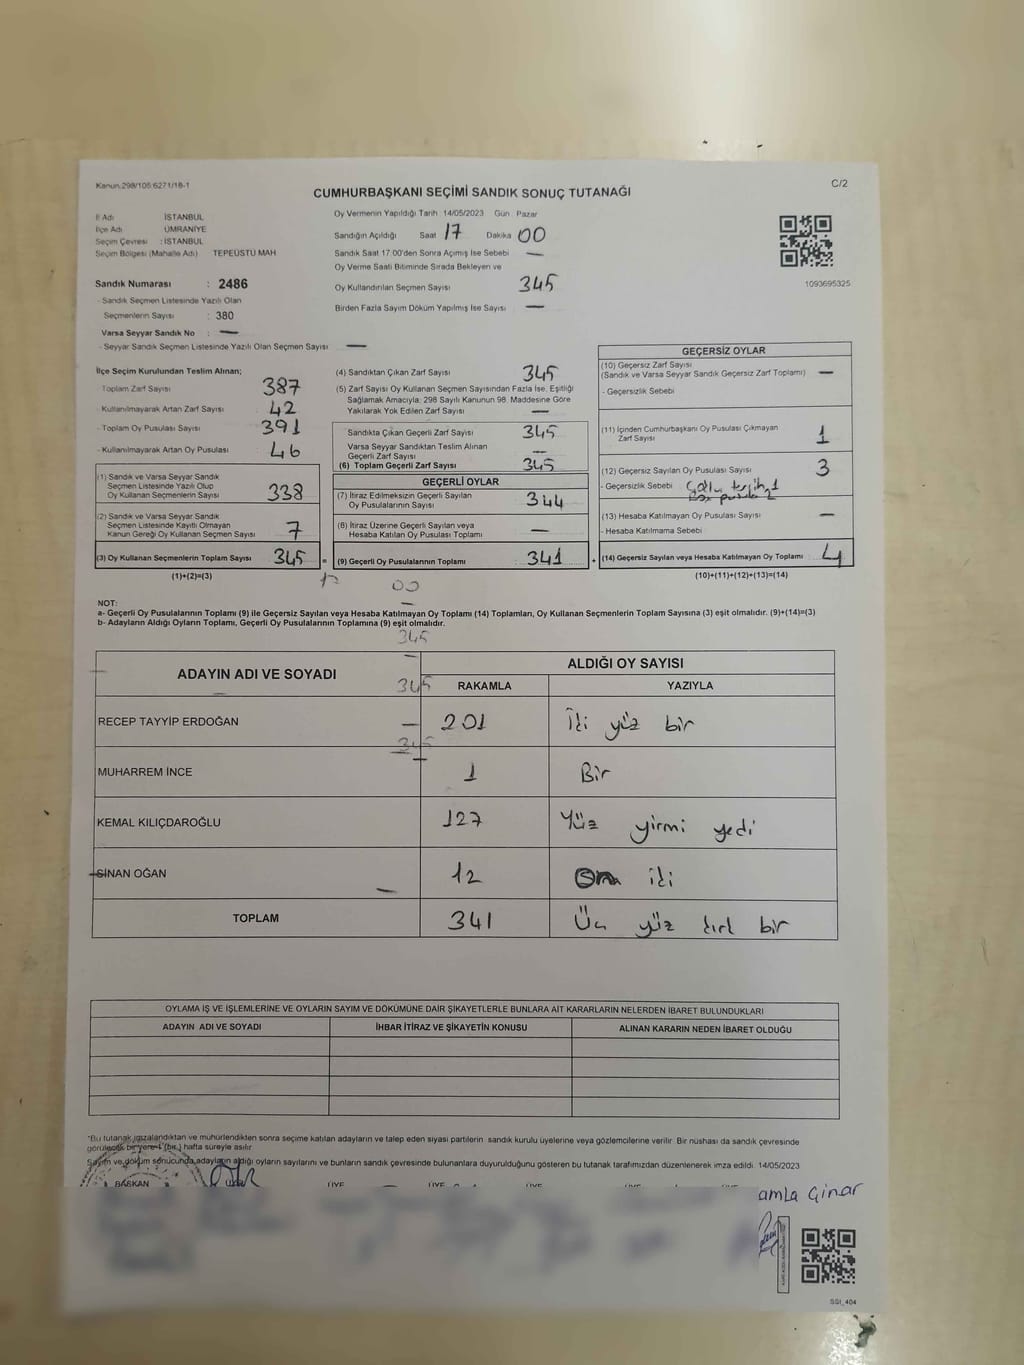 Kanun.298/105:6271/18-1
C/2
CUMHURBAŞKANI SEÇİMİ SANDIK SONUÇ TUTANAĞI
İl Adı İSTANBUL
İlçe Adı ÜMRANİYE
Seçim Çevresi : İSTANBUL
Seçim Bölgesi (Mahalle Adı) TEPEÜSTÜ MAH
Sandık Numarası : 2486
- Sandık Seçmen Listesinde Yazılı Olan
Seçmenlerin Sayısı : 380
Varsa Seyyar Sandık No : —
- Seyyar Sandık Seçmen Listesinde Yazılı Olan Seçmen Sayısı —
Oy Vermenin Yapıldığı Tarih 14/05/2023 Gün Pazar
Sandığın Açıldığı Saat 17 Dakika 00
Sandık Saat 17.00'den Sonra Açımış Ise Sebebi —
Oy Verme Saati Bitiminde Sırada Bekleyen ve
Oy Kullandırılan Seçmen Sayısı 345
Birden Fazla Sayım Döküm Yapılmış İse Sayısı —
1093695325
İlçe Seçim Kurulundan Teslim Alınan;
- Toplam Zarf Sayısı 387
- Kullanılmayarak Artan Zarf Sayısı 42
- Toplam Oy Pusulası Sayısı 391
- Kullanılmayarak Artan Oy Pusulası 46
(1) Sandık ve Varsa Seyyar Sandık
Seçmen Listesinde Yazılı Olup
Oy Kullanan Seçmenlerin Sayısı 338
(2) Sandık ve Varsa Seyyar Sandık
Seçmen Listesinde Kayıtlı Olmayan
Kanun Gereği Oy Kullanan Seçmen Sayısı 7
(3) Oy Kullanan Seçmenlerin Toplam Sayısı 345
(1)+(2)=(3)
(4) Sandıktan Çıkan Zarf Sayısı 345
(5) Zarf Sayısı Oy Kullanan Seçmen Sayısından Fazla İse, Eşitliği
Sağlamak Amacıyla; 298 Sayılı Kanunun 98. Maddesine Göre
Yakılarak Yok Edilen Zarf Sayısı —
Sandıkta Çıkan Geçerli Zarf Sayısı 345
Varsa Seyyar Sandıktan Teslim Alınan
Geçerli Zarf Sayısı —
(6) Toplam Geçerli Zarf Sayısı 345
GEÇERLİ OYLAR
(7) İtiraz Edilmeksizin Geçerli Sayılan
Oy Pusulalarının Sayısı 344
(8) İtiraz Üzerine Geçerli Sayılan veya
Hesaba Katılan Oy Pusulası Toplamı —
= (9) Geçerli Oy Pusulalarının Toplamı 341
GEÇERSİZ OYLAR
(10) Geçersiz Zarf Sayısı
(Sandık ve Varsa Seyyar Sandık Geçersiz Zarf Toplamı) —
- Geçersizlik Sebebi
(11) İçinden Cumhurbaşkanı Oy Pusulası Çıkmayan
Zarf Sayısı 1
(12) Geçersiz Sayılan Oy Pusulası Sayısı 3
- Geçersizlik Sebebi
(13) Hesaba Katılmayan Oy Pusulası Sayısı —
- Hesaba Katılmama Sebebi
+ (14) Geçersiz Sayılan veya Hesaba Katılmayan Oy Toplamı 4
(10)+(11)+(12)+(13)=(14)
17 00
NOT:
a- Geçerli Oy Pusulalarının Toplamı (9) ile Geçersiz Sayılan veya Hesaba Katılmayan Oy Toplamı (14) Toplamları, Oy Kullanan Seçmenlerin Toplam Sayısına (3) eşit olmalıdır. (9)+(14)=(3)
b- Adayların Aldığı Oyların Toplamı, Geçerli Oy Pusulalarının Toplamına (9) eşit olmalıdır.
345
ADAYIN ADI VE SOYADI
345
ALDIĞI OY SAYISI
RAKAMLA YAZIYLA
RECEP TAYYİP ERDOĞAN 201 İki yüz bir
345
MUHARREM İNCE 1 Bir
KEMAL KILIÇDAROĞLU 127 Yüz yirmi yedi
SİNAN OĞAN 12 On iki
TOPLAM 341 Üç yüz kırk bir
OYLAMA İŞ VE İŞLEMLERİNE VE OYLARIN SAYIM VE DÖKÜMÜNE DAİR ŞİKAYETLERLE BUNLARA AİT KARARLARIN NELERDEN İBARET BULUNDUKLARI
ADAYIN ADI VE SOYADI İHBAR İTİRAZ VE ŞİKAYETİN KONUSU ALINAN KARARIN NEDEN İBARET OLDUĞU
*Bu tutanak imzalandıktan ve mühürlendikten sonra seçime katılan adayların ve talep eden siyasi partilerin sandık kurulu üyelerine veya gözlemcilerine verilir. Bir nüshası da sandık çevresinde
görülecek bir yere 1 (bir) hafta süreyle asılır
Sayım ve döküm sonucunda adayların aldığı oyların sayılarını ve bunların sandık çevresinde bulunanlara duyurulduğunu gösteren bu tutanak tarafımızdan düzenlenerek imza edildi. 14/05/2023
BAŞKAN ÜYE ÜYE ÜYE ÜYE ÜYE
amla Çınar
SSI_404